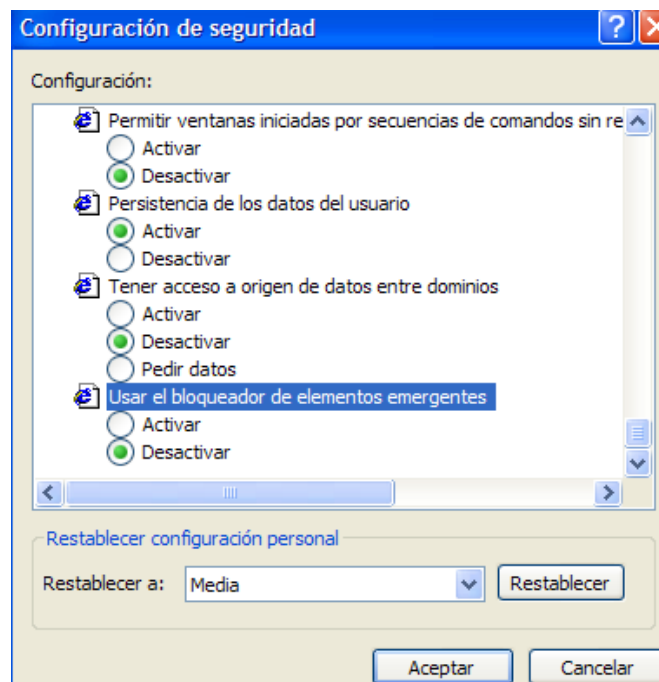 Configuración de seguridad
Configuración:
Permitir ventanas iniciadas por secuencias de comandos sin re
Activar
Desactivar
Persistencia de los datos del usuario
Activar
Desactivar
Tener acceso a origen de datos entre dominios
Activar
Desactivar
Pedir datos
Usar el bloqueador de elementos emergentes
Activar
Desactivar
Restablecer configuración personal
Restablecer a: Media Restablecer
Aceptar Cancelar